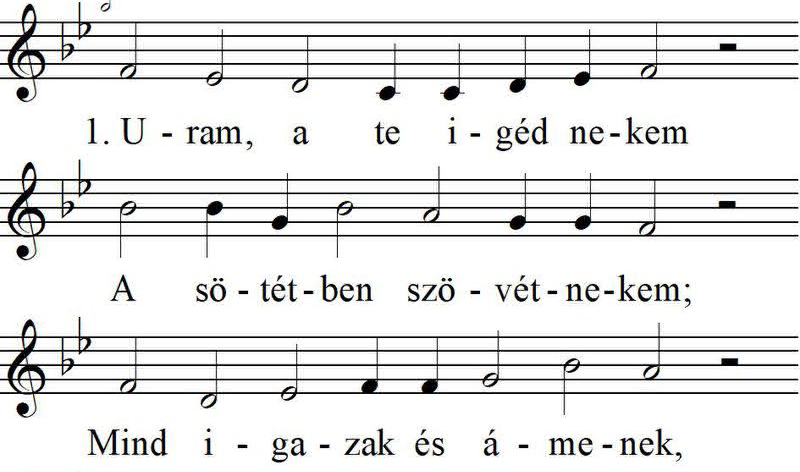 1. U - ram, a te i - géd ne - kem
A sö - tét - ben szö - vét - ne - kem;
Mind i - ga - zak és á - me - nek,